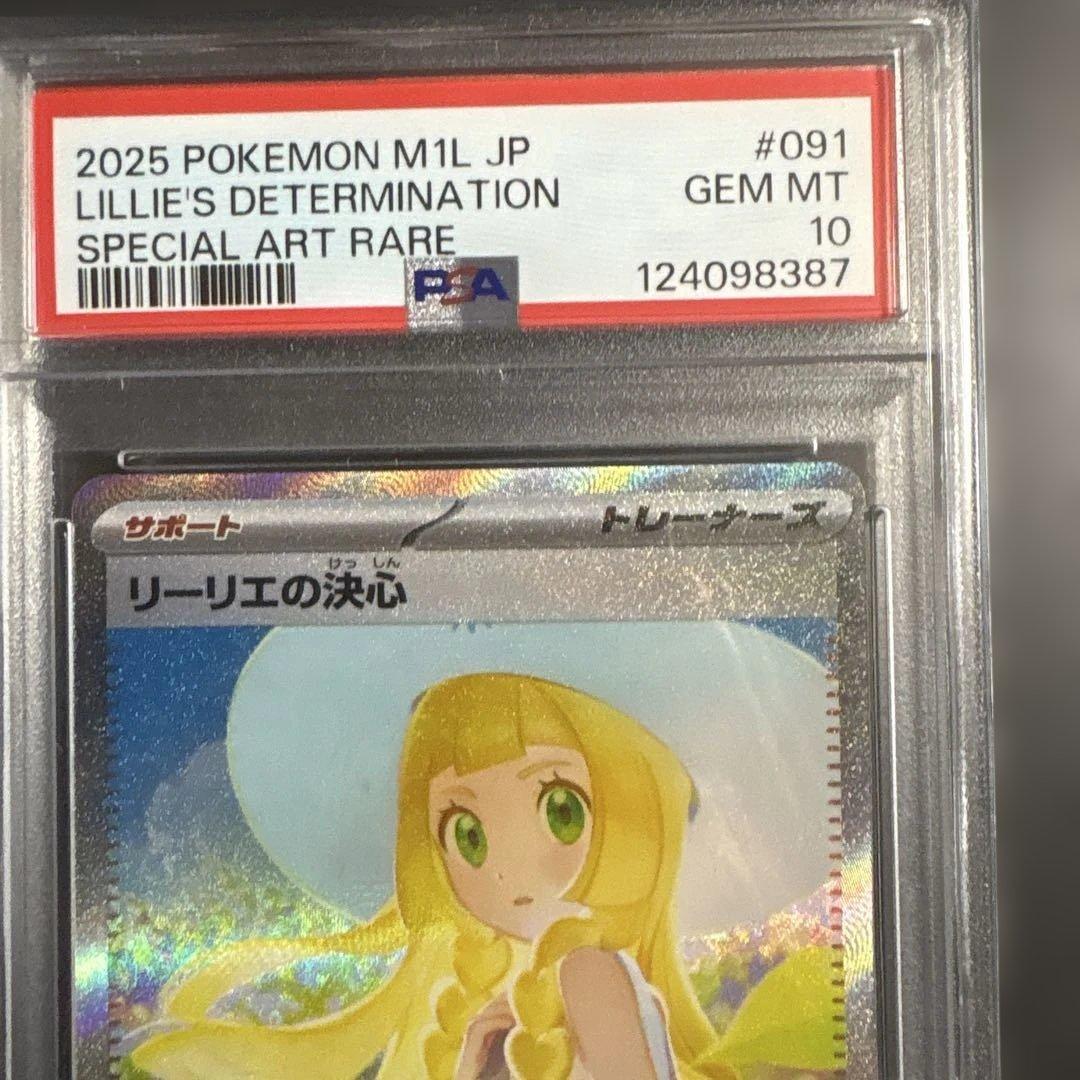 2025 POKEMON M1L JP
#091
LILLIE'S DETERMINATION
GEM MT
SPECIAL ART RARE
10
PSA
124098387
サポート
トレーナーズ
けっ しん
リーリエの決心